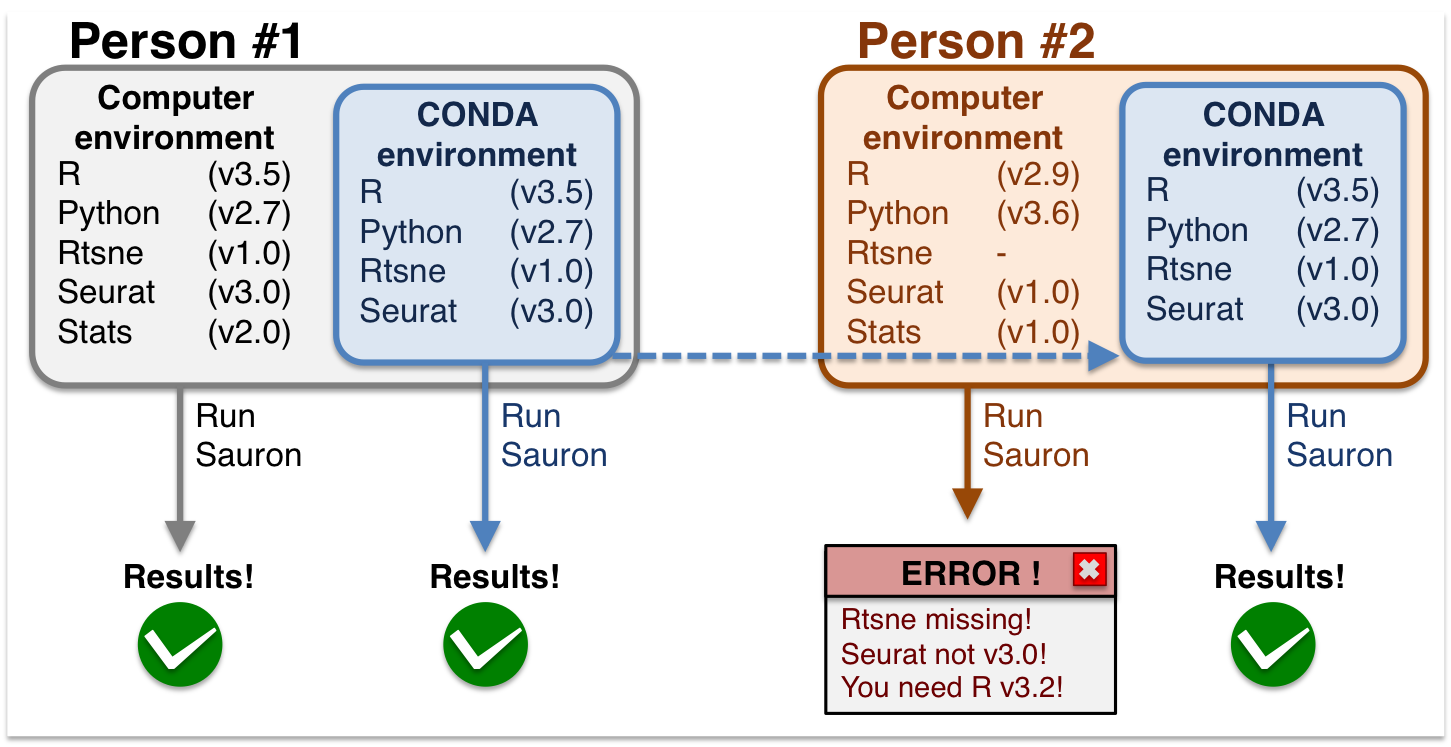 Person #1
Computer
environment
R (v3.5)
Python (v2.7)
Rtsne (v1.0)
Seurat (v3.0)
Stats (v2.0)
CONDA
environment
R (v3.5)
Python (v2.7)
Rtsne (v1.0)
Seurat (v3.0)
Run
Sauron
Results!
Run
Sauron
Results!
Person #2
Computer
environment
R (v2.9)
Python (v3.6)
Rtsne -
Seurat (v1.0)
Stats (v1.0)
CONDA
environment
R (v3.5)
Python (v2.7)
Rtsne (v1.0)
Seurat (v3.0)
Run
Sauron
ERROR !
Rtsne missing!
Seurat not v3.0!
You need R v3.2!
Run
Sauron
Results!